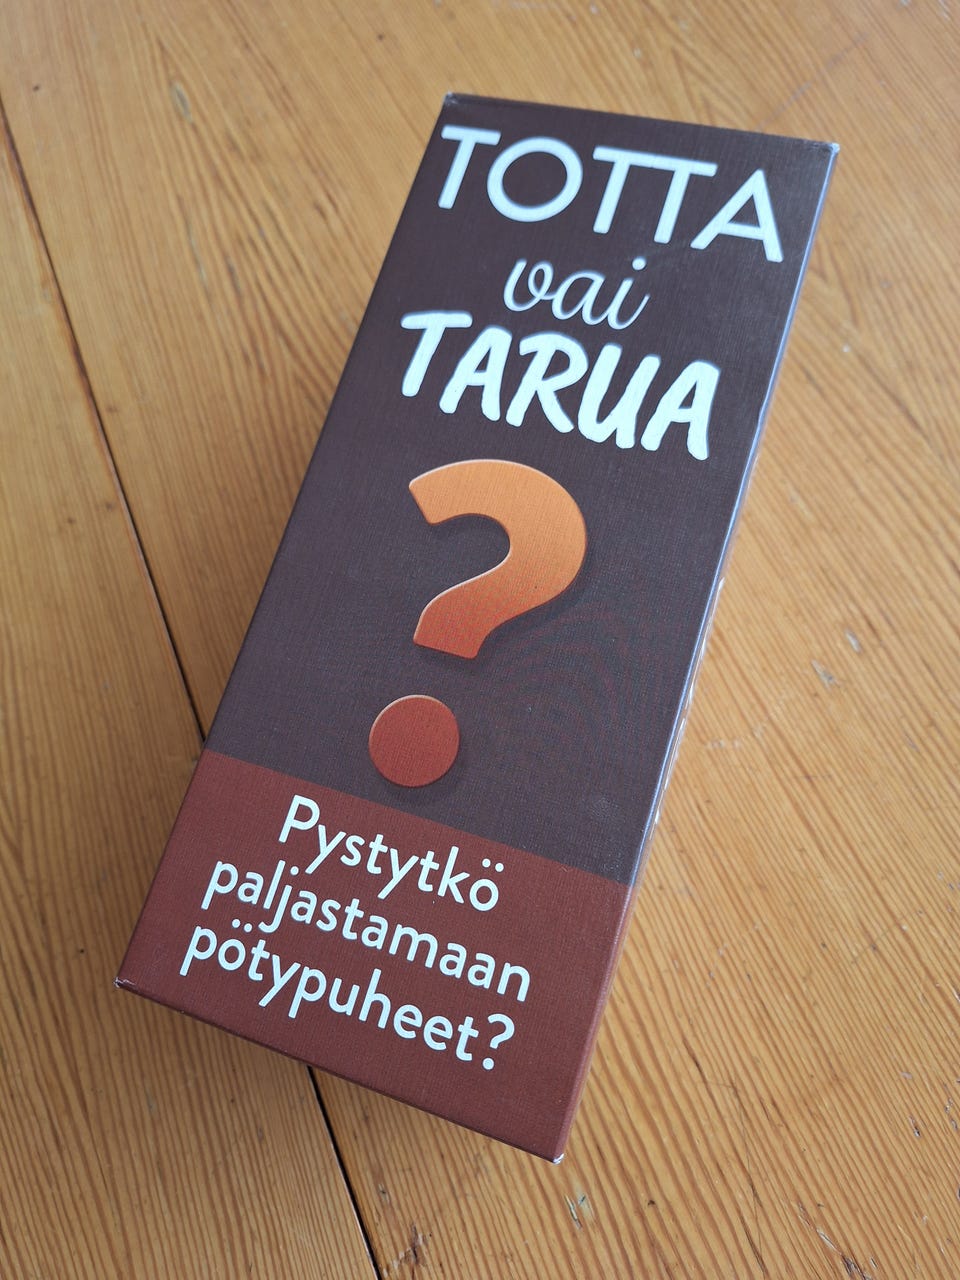 TOTTA
vai
TARUA
?
Pystytkö
paljastamaan
pötypuheet?